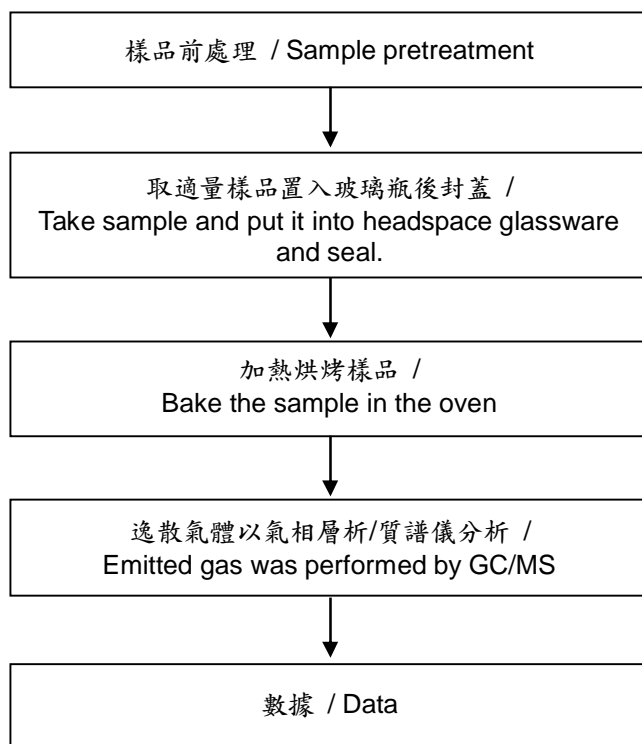 樣品前處理 / Sample pretreatment
取適量樣品置入玻璃瓶後封蓋 /
Take sample and put it into headspace glassware
and seal.
加熱烘烤樣品 /
Bake the sample in the oven
逸散氣體以氣相層析/質譜儀分析 /
Emitted gas was performed by GC/MS
數據 / Data